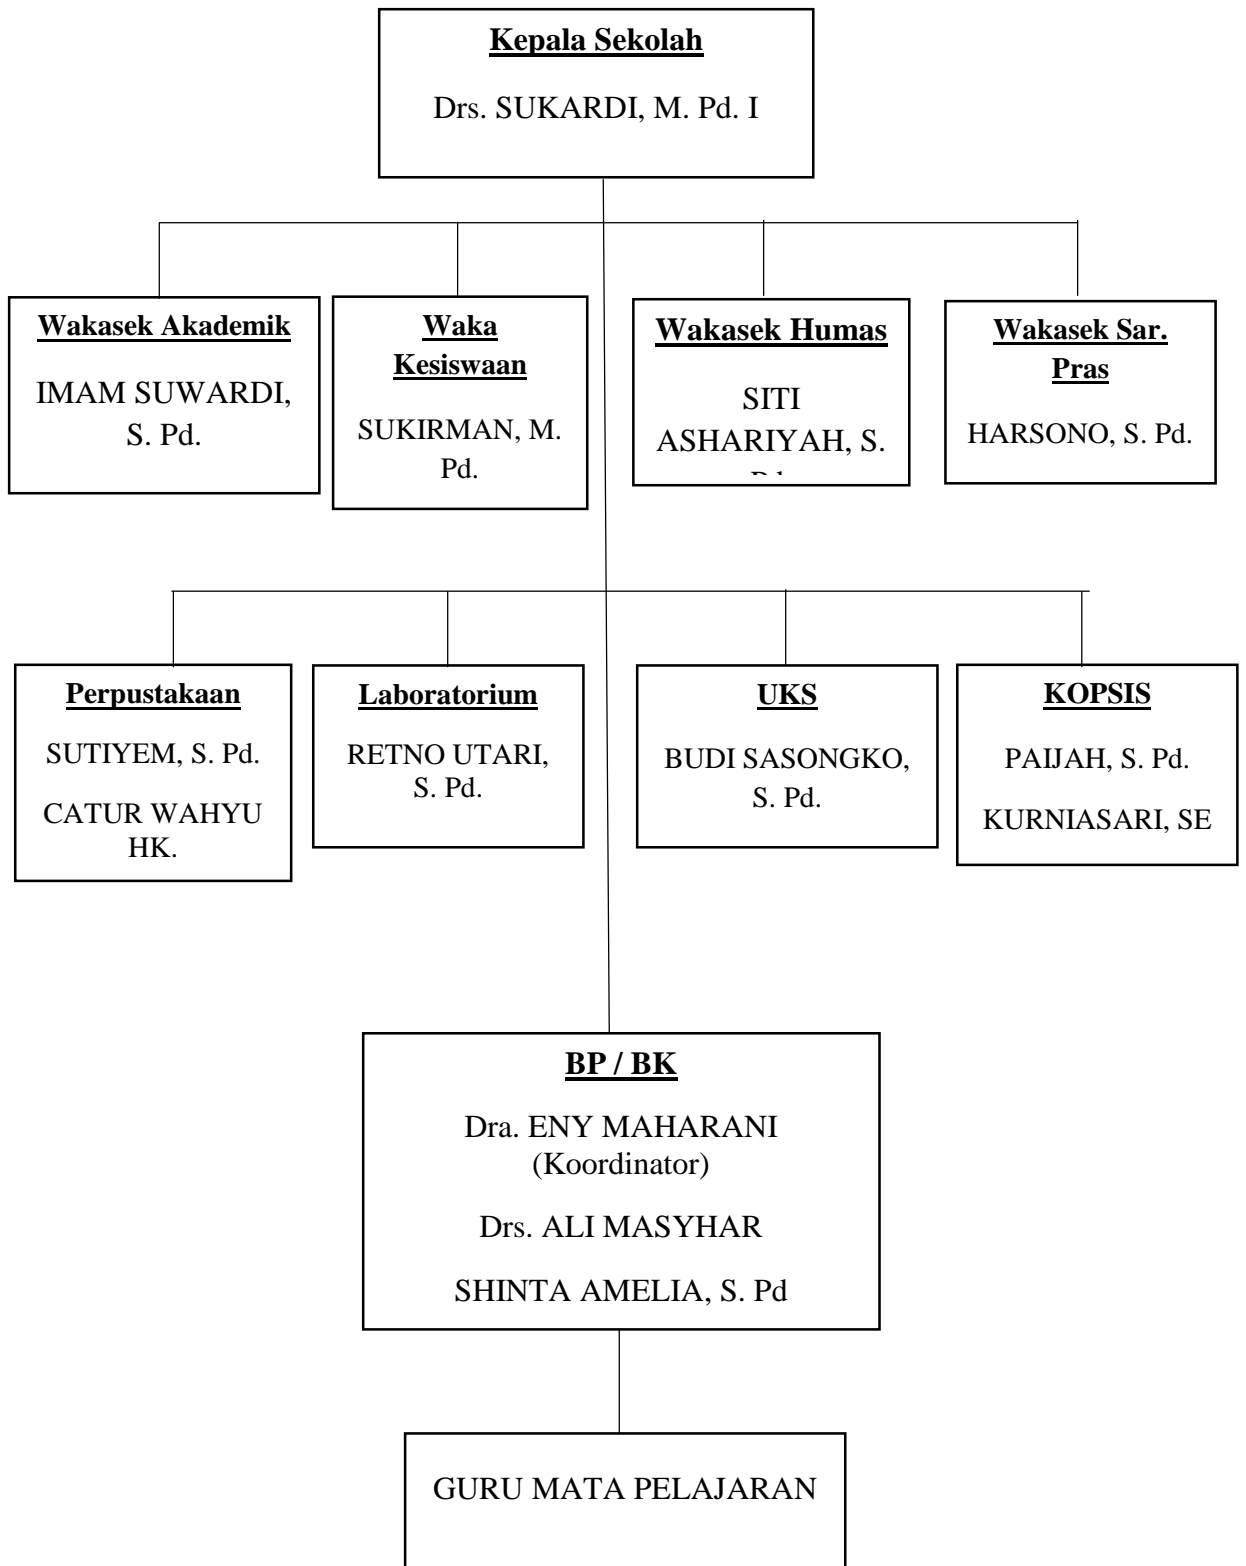 Kepala Sekolah
Drs. SUKARDI, M. Pd. I
Wakasek Akademik
IMAM SUWARDI,
S. Pd.
Waka
Kesiswaan
SUKIRMAN, M.
Pd.
Wakasek Humas
SITI
ASHARIYAH, S.
Wakasek Sar.
Pras
HARSONO, S. Pd.
Perpustakaan
SUTIYEM, S. Pd.
CATUR WAHYU
HK.
Laboratorium
RETNO UTARI,
S. Pd.
UKS
BUDI SASONGKO,
S. Pd.
KOPSIS
PAIJAH, S. Pd.
KURNIASARI, SE
BP / BK
Dra. ENY MAHARANI
(Koordinator)
Drs. ALI MASYHAR
SHINTA AMELIA, S. Pd
GURU MATA PELAJARAN